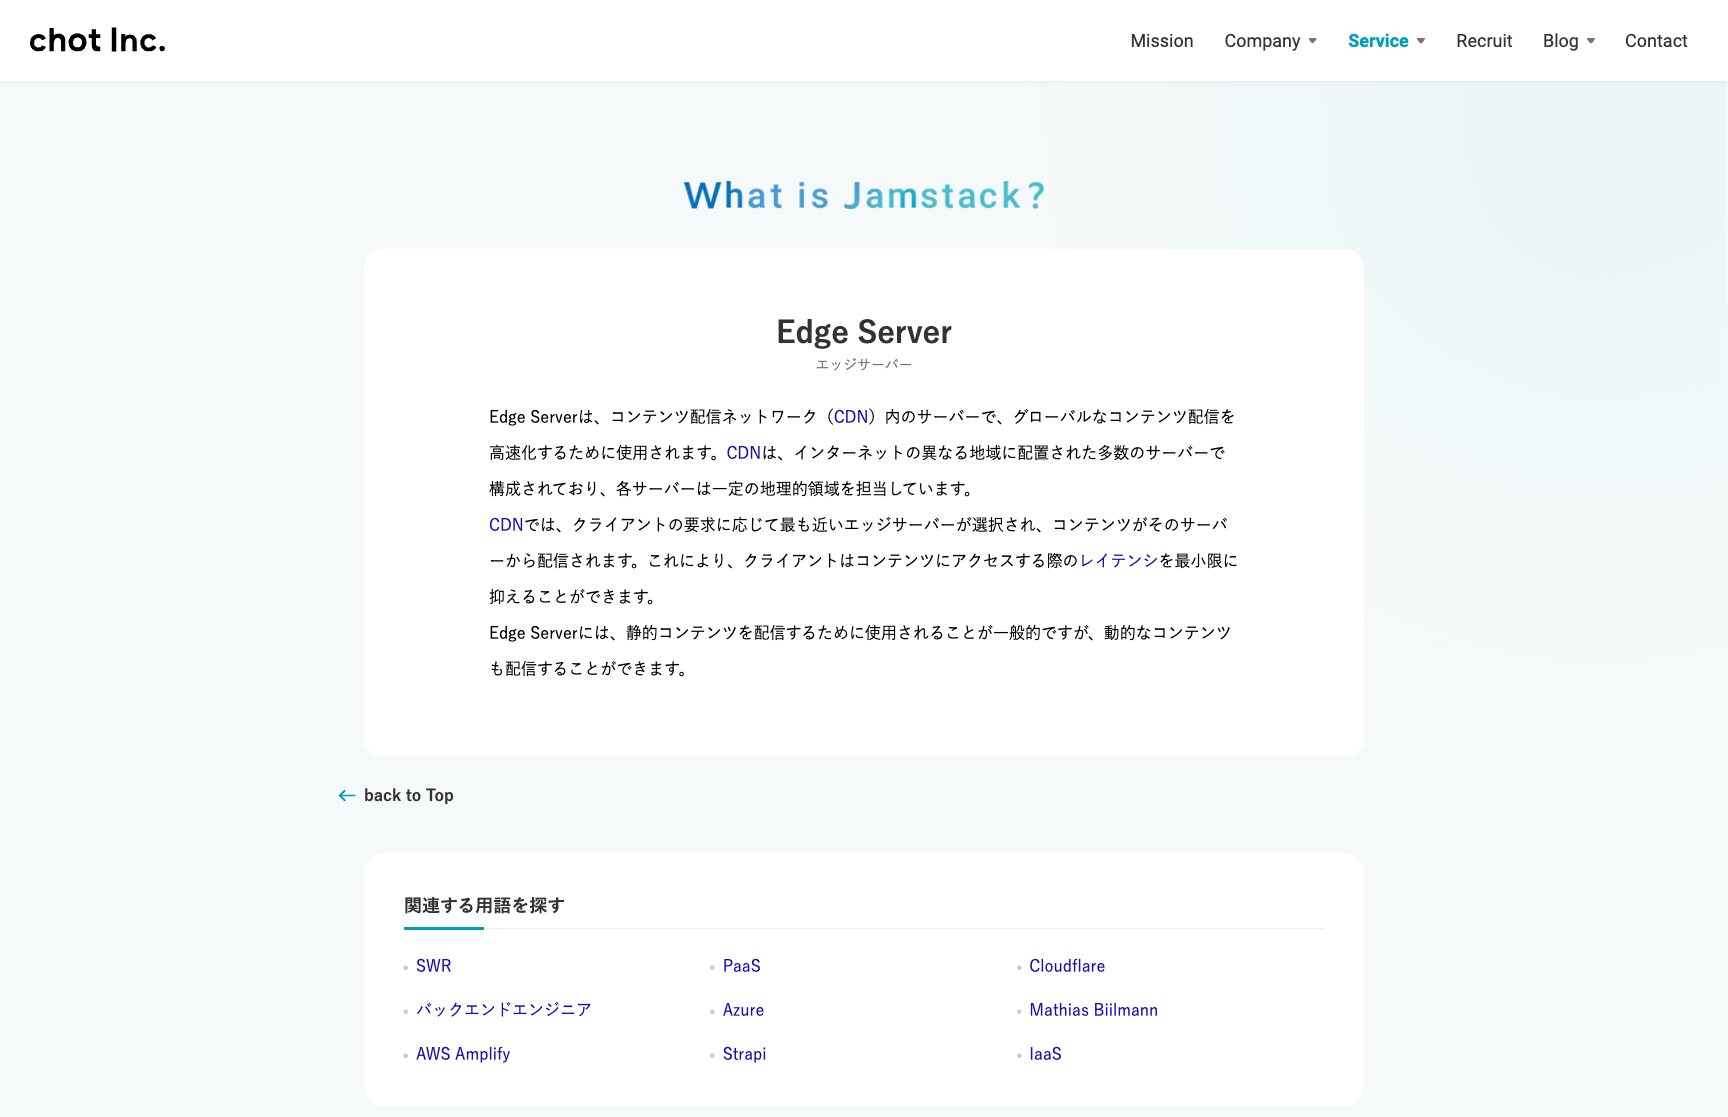 chot Inc.
Mission Company Service Recruit Blog Contact
What is Jamstack?
Edge Server
エッジサーバー
Edge Serverは、コンテンツ配信ネットワーク（CDN）内のサーバーで、グローバルなコンテンツ配信を
高速化するために使用されます。CDNは、インターネットの異なる地域に配置された多数のサーバーで
構成されており、各サーバーは一定の地理的領域を担当しています。
CDNでは、クライアントの要求に応じて最も近いエッジサーバーが選択され、コンテンツがそのサーバ
ーから配信されます。これにより、クライアントはコンテンツにアクセスする際のレイテンシを最小限に
抑えることができます。
Edge Serverには、静的コンテンツを配信するために使用されることが一般的ですが、動的なコンテンツ
も配信することができます。
back to Top
関連する用語を探す
SWR PaaS Cloudflare
バックエンドエンジニア Azure Mathias Biilmann
AWS Amplify Strapi IaaS